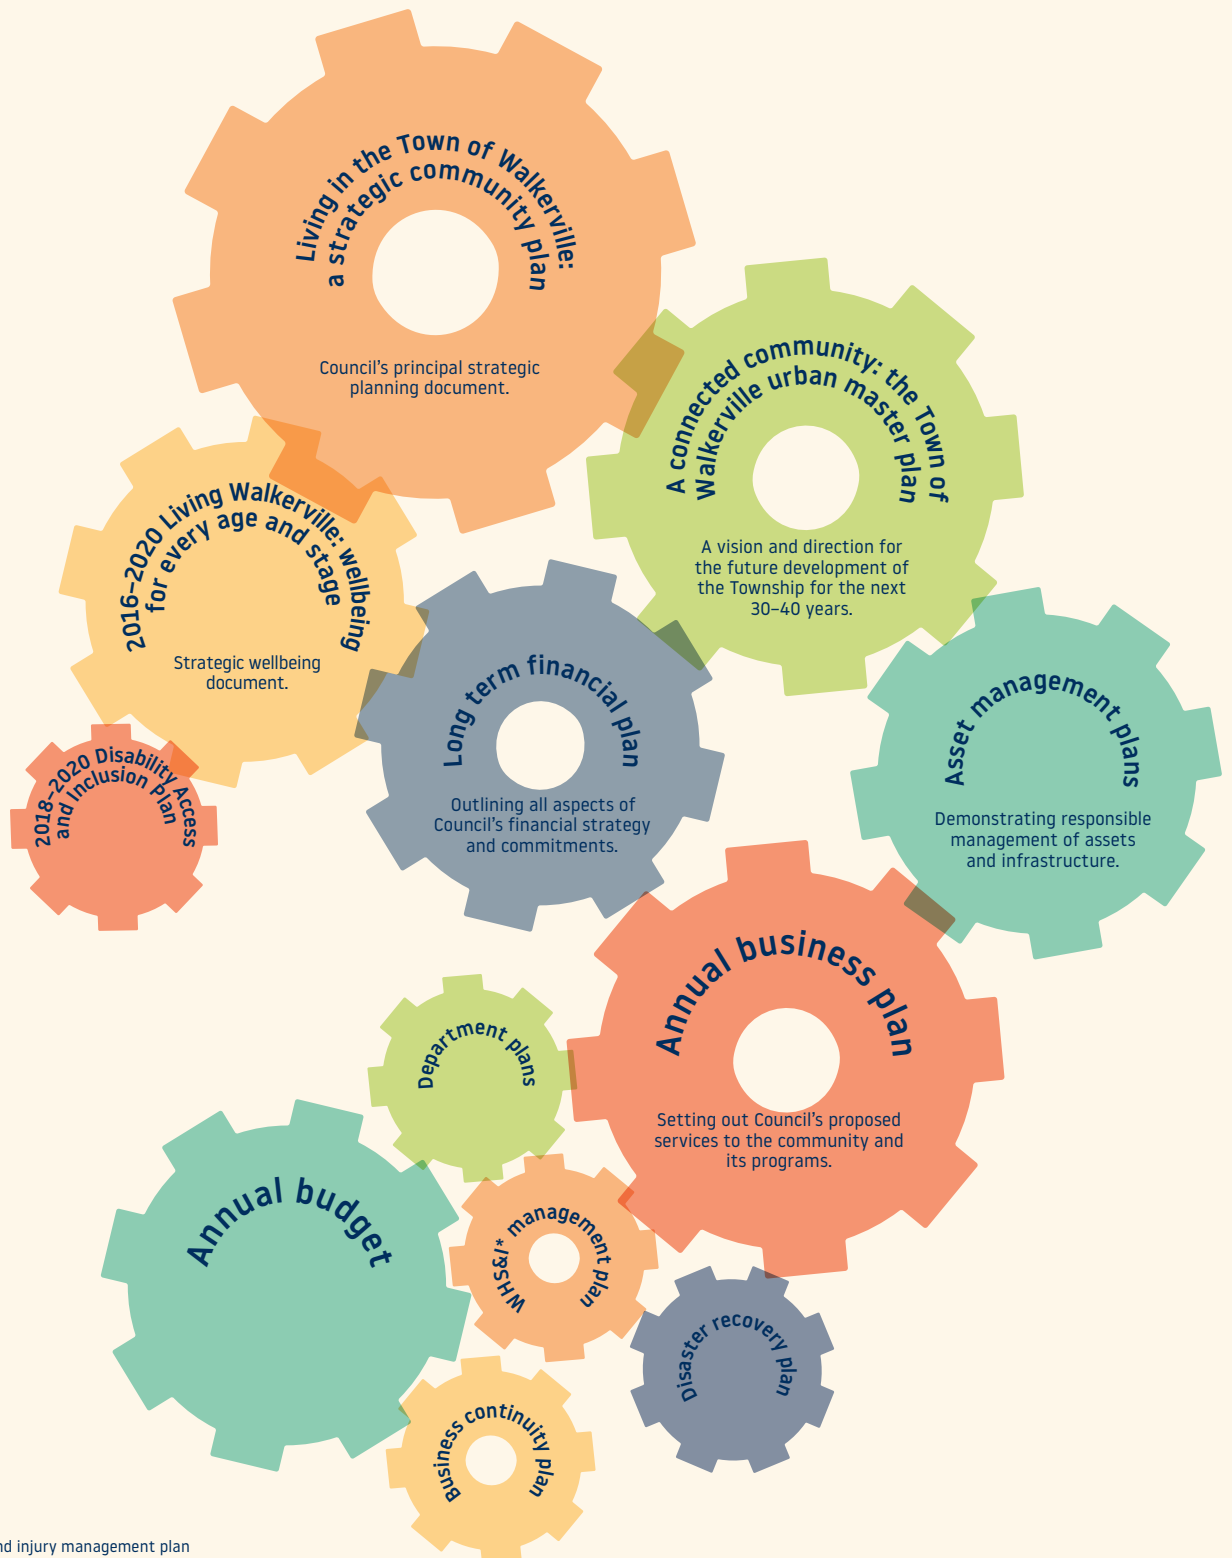 Living in the Town of Walkerville:
a strategic community plan
Council's principal strategic
planning document.
A connected community: the Town of
Walkerville urban master plan
A vision and direction for
the future development of
the Township for the next
30–40 years.
2016–2020 Living Walkerville: wellbeing
for every age and stage
Strategic wellbeing
document.
Long term financial plan
Outlining all aspects of
Council's financial strategy
and commitments.
Asset management plans
Demonstrating responsible
management of assets
and infrastructure.
2018–2020 Disability Access
and Inclusion Plan
Annual business plan
Setting out Council's proposed
services to the community and
its programs.
Department plans
Annual budget
WHS&I* management plan
Disaster recovery plan
Business continuity plan
injury management plan